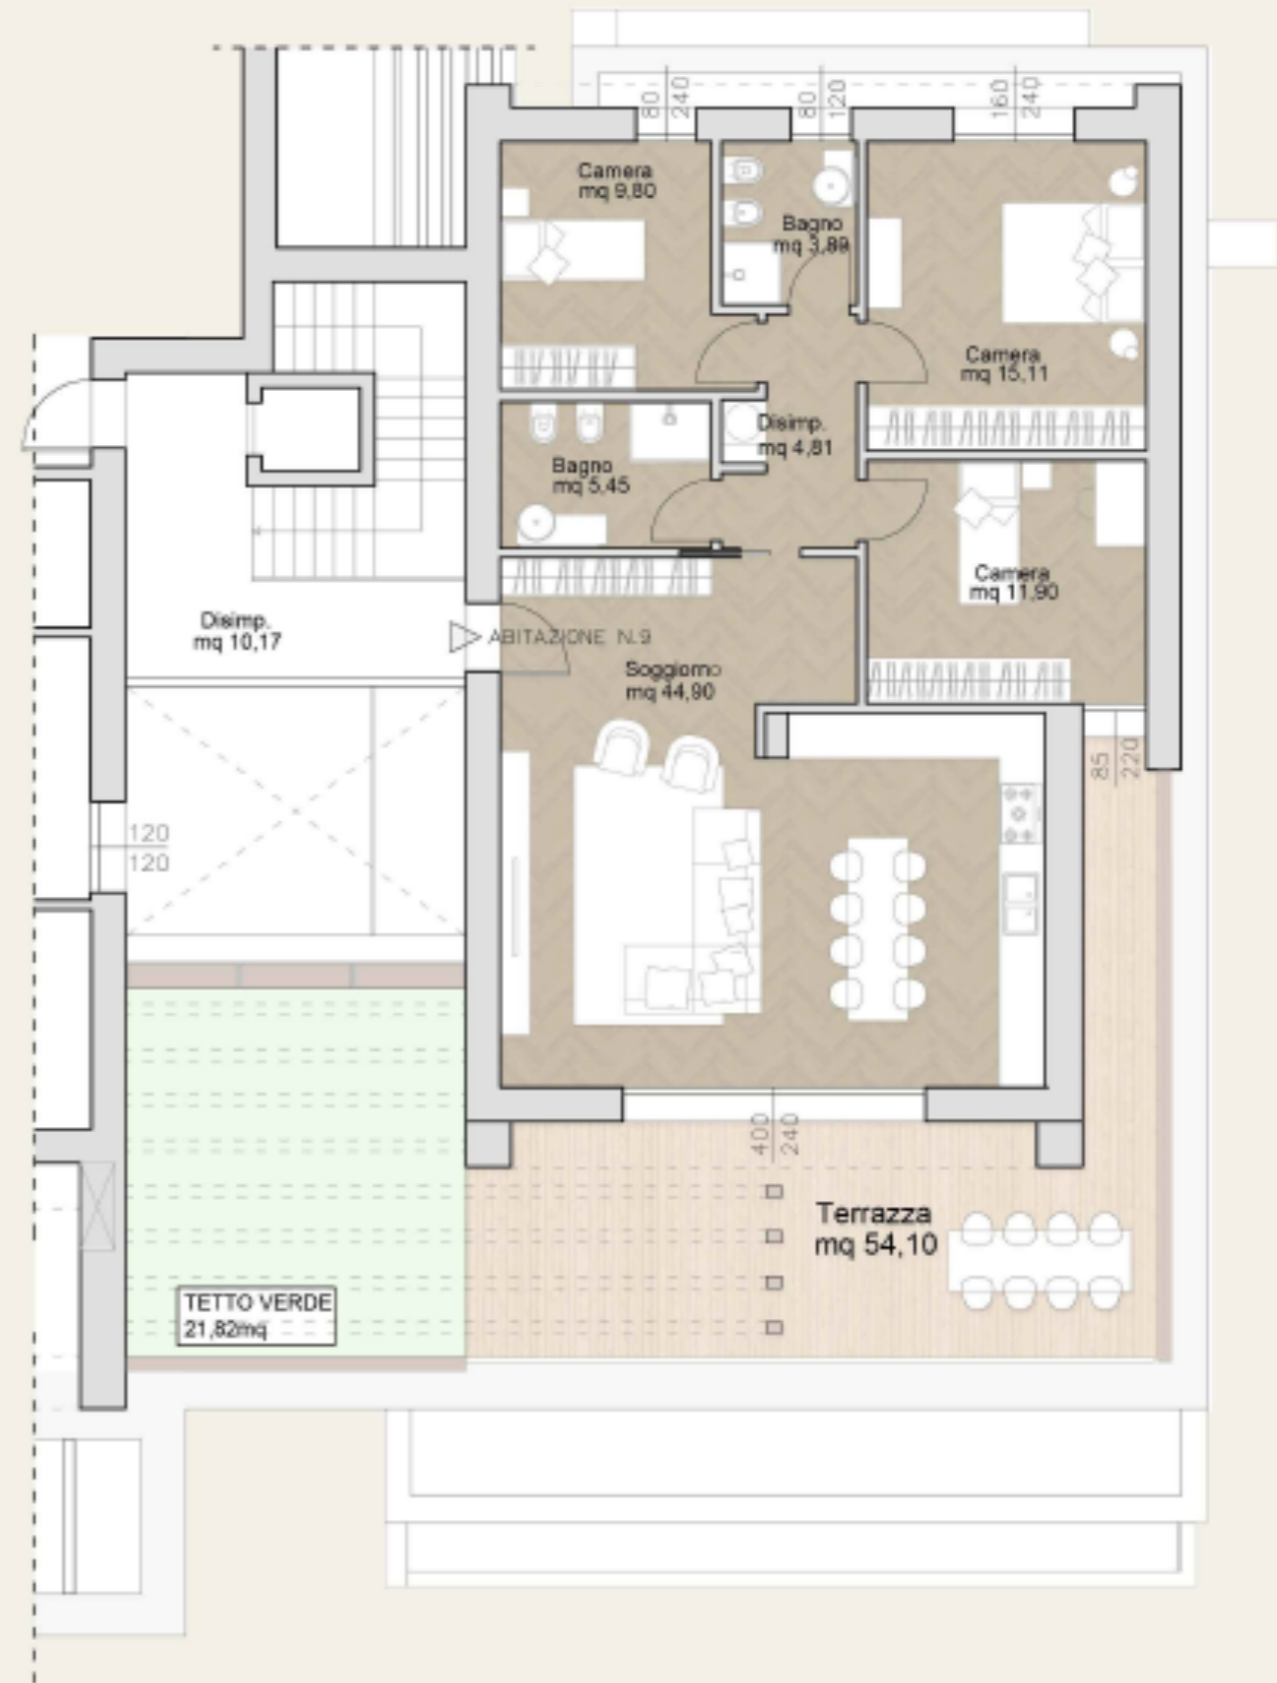 80
240
80
120
160
240
Camera
mq 9,80
Bagno
mq 3,89
Camera
mq 15,11
Disimp.
mq 4,81
Bagno
mq 5,45
Camera
mq 11,90
Disimp.
mq 10,17
ABITAZIONE N.9
Soggiorno
mq 44,90
85
220
120
120
400
240
Terrazza
mq 54,10
TETTO VERDE
21,82mq